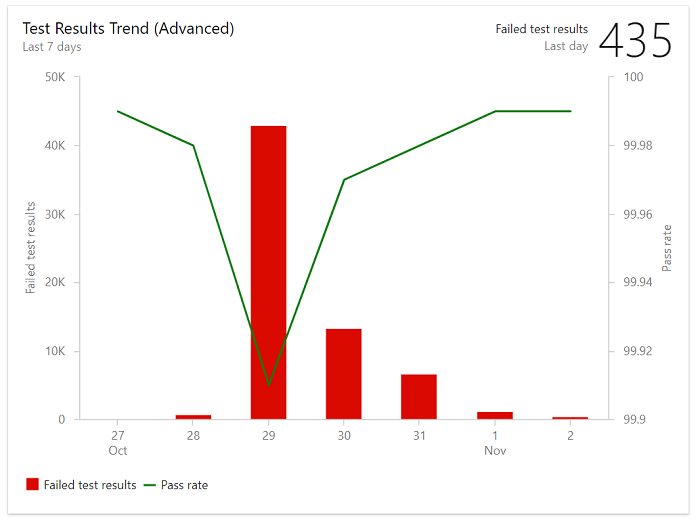 Test Results Trend (Advanced)
Last 7 days
Failed test results
Last day
435
50K
40K
30K
20K
10K
0
Failed test results
100
99.98
99.96
99.94
99.92
99.9
Pass rate
27 28 29 30 31 1 2
Oct Nov
Failed test results Pass rate